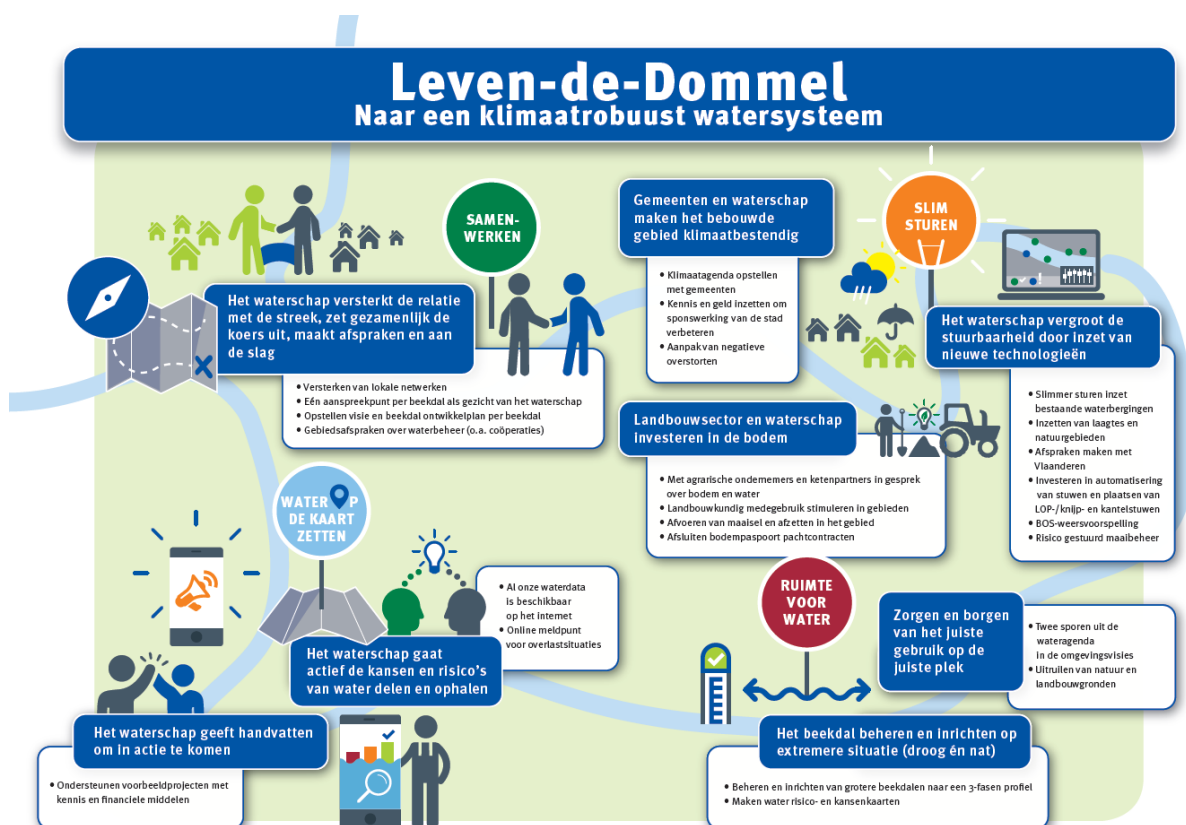 Leven-de-Dommel
Naar een klimaatrobuust watersysteem
SAMEN-
WERKEN
Het waterschap versterkt de relatie
met de streek, zet gezamenlijk de
koers uit, maakt afspraken en aan
de slag
• Versterken van lokale netwerken
• Eén aanspreekpunt per beekdal als gezicht van het waterschap
• Opstellen visie en beekdal ontwikkelplan per beekdal
• Gebiedsafspraken over waterbeheer (o.a. coöperaties)
Gemeenten en waterschap
maken het bebouwde
gebied klimaatbestendig
• Klimaatagenda opstellen
met gemeenten
• Kennis en geld inzetten om
sponswerking van de stad
verbeteren
• Aanpak van negatieve
overstorten
SLIM
STUREN
Het waterschap vergroot de
stuurbaarheid door inzet van
nieuwe technologieën
• Slimmer sturen inzet
bestaande waterbergingen
• Inzetten van laagtes en
natuurgebieden
• Afspraken maken met
Vlaanderen
• Investeren in automatisering
van stuwen en plaatsen van
LOP-/knijp- en kantelstuwen
• BOS-weersvoorspelling
• Risico gestuurd maaibeheer
Landbouwsector en waterschap
investeren in de bodem
• Met agrarische ondernemers en ketenpartners in gesprek
over bodem en water
• Landbouwkundig medegebruik stimuleren in gebieden
• Afvoeren van maaisel en afzetten in het gebied
• Afsluiten bodempaspoort pachtcontracten
WATER OP
DE KAART
ZETTEN
Het waterschap gaat
actief de kansen en risico's
van water delen en ophalen
• Al onze waterdata
is beschikbaar
op het internet
• Online meldpunt
voor overlastsituaties
RUIMTE
VOOR
WATER
Zorgen en borgen
van het juiste
gebruik op de
juiste plek
• Twee sporen uit de
wateragenda
in de omgevingsvisies
• Uitruilen van natuur en
landbouwgronden
Het waterschap geeft handvatten
om in actie te komen
• Ondersteunen voorbeeldprojecten met
kennis en financiele middelen
Het beekdal beheren en inrichten op
extremere situatie (droog én nat)
• Beheren en inrichten van grotere beekdalen naar een 3-fasen profiel
• Maken water risico- en kansenkaarten